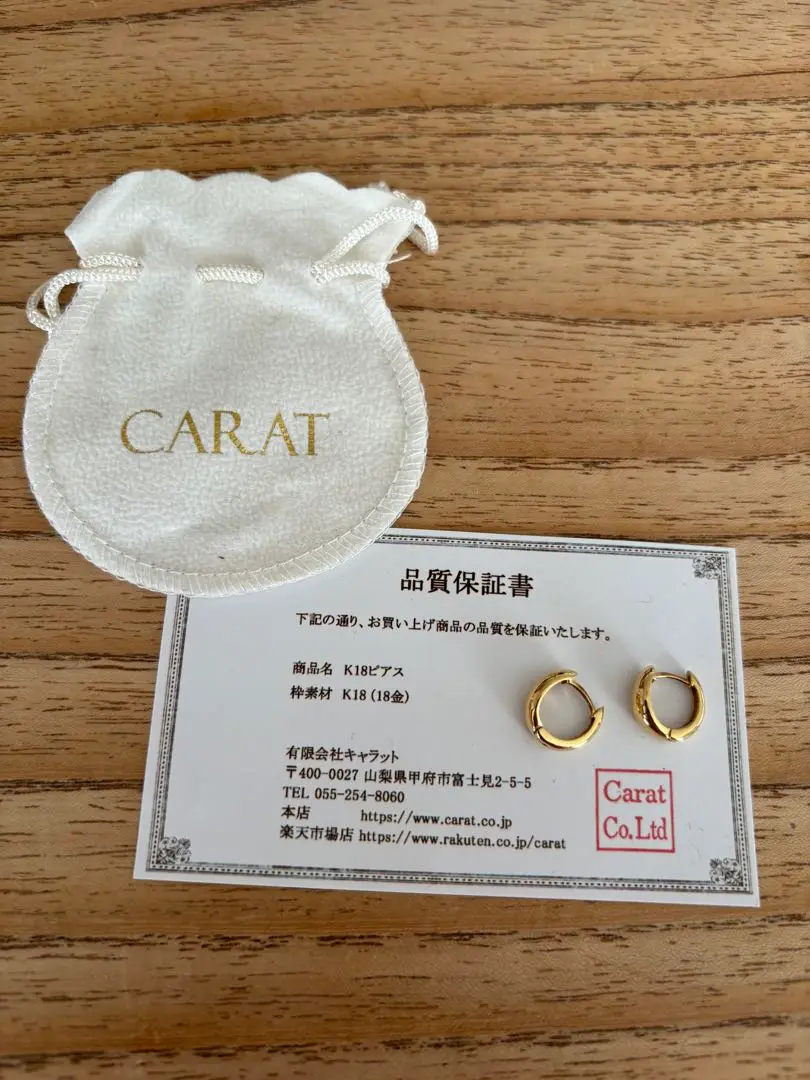 CARAT
品質保証書
下記の通り、お買い上げ商品の品質を保証いたします。
商品名 K18ピアス
枠素材 K18 (18金)
有限会社キャラット
〒400-0027 山梨県甲府市富士見2-5-5
TEL 055-254-8060
本店 https://www.carat.co.jp
楽天市場店 https://www.rakuten.co.jp/carat
Carat
Co.Ltd